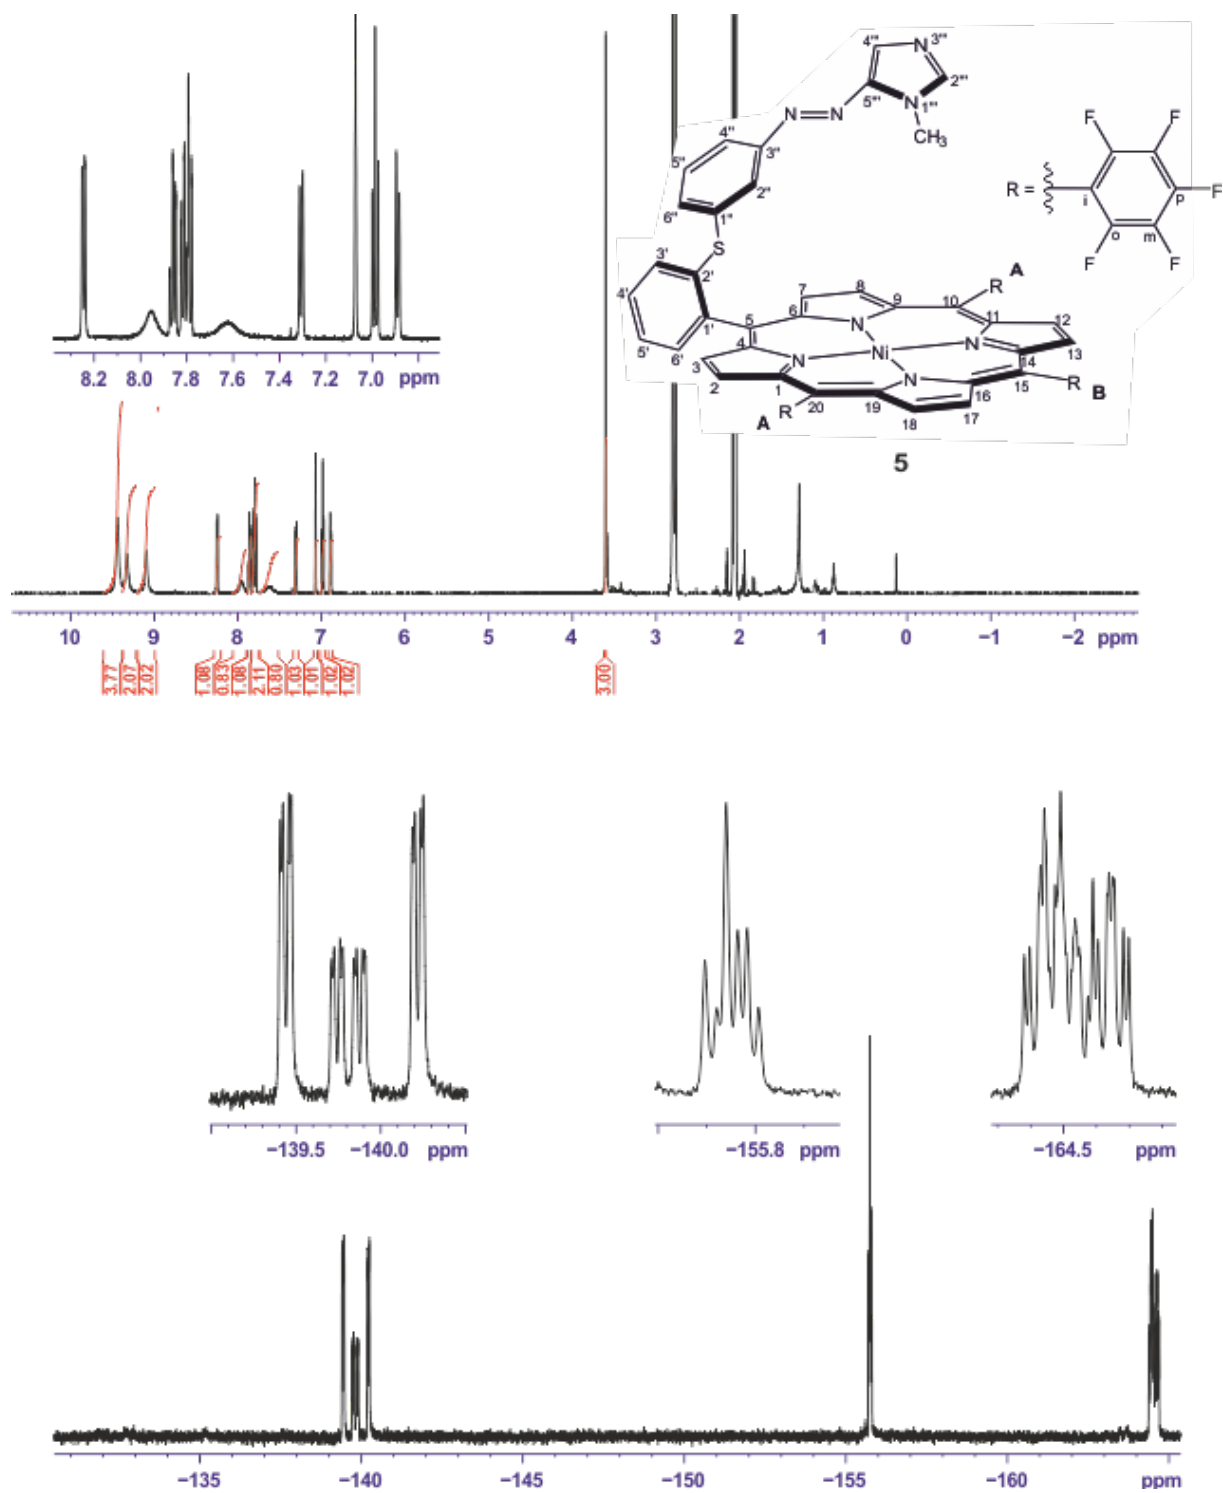 4''' N 3'''
2'''
5''' N 1'''
N=N
CH₃
4''
3''
5''
2''
6''
1''
S
3'
2'
4'
1'
5'
6'
F F
R = i p F
o m
F F
A
R
7 8
9 10
6
5
11 12
N
4 N Ni N
13
3
14
2 N
1 16 15 R
B
R 20 19
A
18 17
5
8.2 8.0 7.8 7.6 7.4 7.2 7.0 ppm
10 9 8 7 6 5 4 3 2 1 0 −1 −2 ppm
3.77 2.07 2.02 1.08 0.83 1.08 2.11 0.80 1.03 1.01 1.02 1.02 3.00
−139.5 −140.0 ppm
−155.8 ppm
−164.5 ppm
−135 −140 −145 −150 −155 −160 ppm